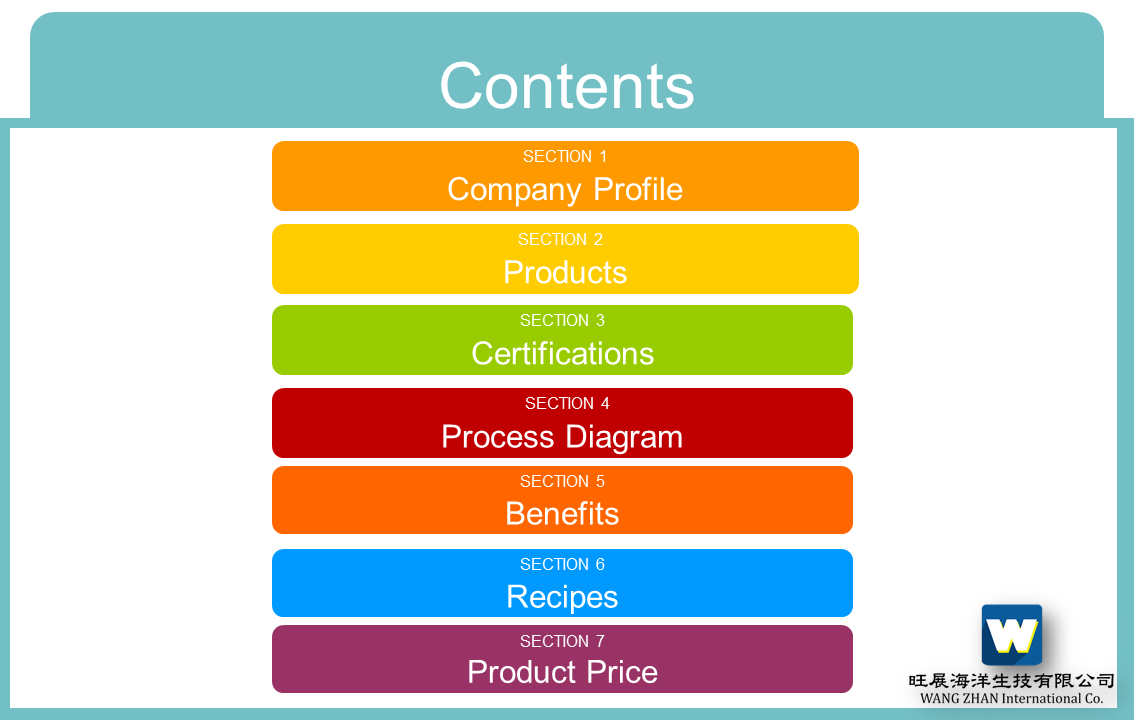 Contents
SECTION 1
Company Profile
SECTION 2
Products
SECTION 3
Certifications
SECTION 4
Process Diagram
SECTION 5
Benefits
SECTION 6
Recipes
SECTION 7
Product Price
W
旺展海洋生技有限公司
WANG ZHAN International Co.